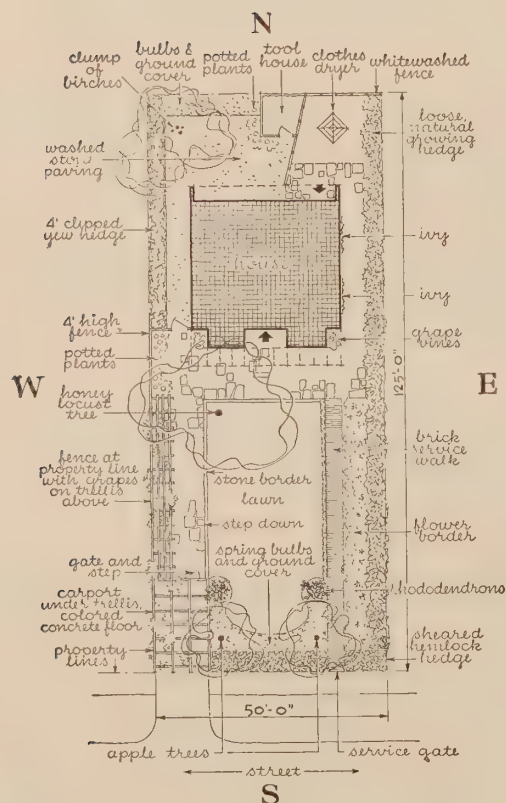 N
clump
of
birches
bulbs &
ground
cover
potted
plants
tool
house
clothes
dryer
whitewashed
fence
washed
stone
paving
loose,
natural
growing
hedge
4' clipped
yew hedge
ivy
house
ivy
4' high
fence
grape
vines
potted
plants
W
E
125'-0"
honey
locust
tree
brick
service
walk
fence at
property line
with grapes
on trellis
above
stone border
lawn
step down
flower
border
gate and
step
spring bulbs
and ground
cover
carport
under trellis,
colored
concrete floor
rhododendrons
property
lines
sheared
hemlock
hedge
50'-0"
apple trees
service gate
street
S